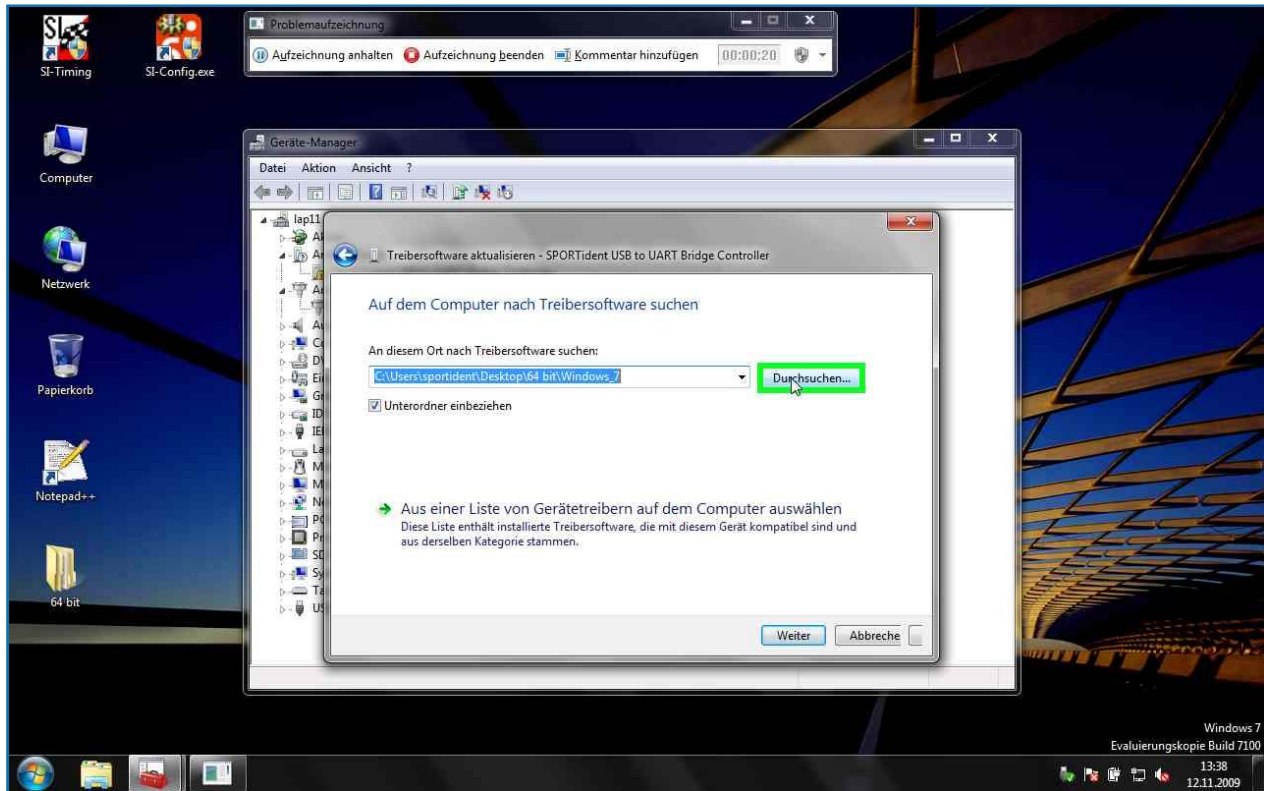 SI-Timing
SI-Config.exe
Problemaufzeichnung
Aufzeichnung anhalten Aufzeichnung beenden Kommentar hinzufügen 00:00:20
Computer
Netzwerk
Papierkorb
Notepad++
64 bit
Geräte-Manager
Datei Aktion Ansicht ?
lap11
Treibersoftware aktualisieren - SPORTident USB to UART Bridge Controller
Auf dem Computer nach Treibersoftware suchen
An diesem Ort nach Treibersoftware suchen:
C:\Users\sportident\Desktop\64 bit\Windows_7
Durchsuchen...
Unterordner einbeziehen
Aus einer Liste von Gerätetreibern auf dem Computer auswählen
Diese Liste enthält installierte Treibersoftware, die mit diesem Gerät kompatibel sind und
aus derselben Kategorie stammen.
Weiter Abbreche
Windows 7
Evaluierungskopie Build 7100
13:38
12.11.2009